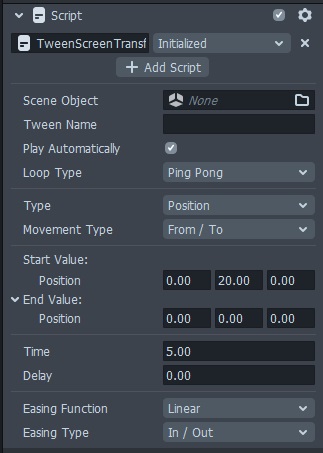 Script
TweenScreenTransf Initialized
+ Add Script
Scene Object None
Tween Name
Play Automatically
Loop Type Ping Pong
Type Position
Movement Type From / To
Start Value:
Position 0.00 20.00 0.00
End Value:
Position 0.00 0.00 0.00
Time 5.00
Delay 0.00
Easing Function Linear
Easing Type In / Out